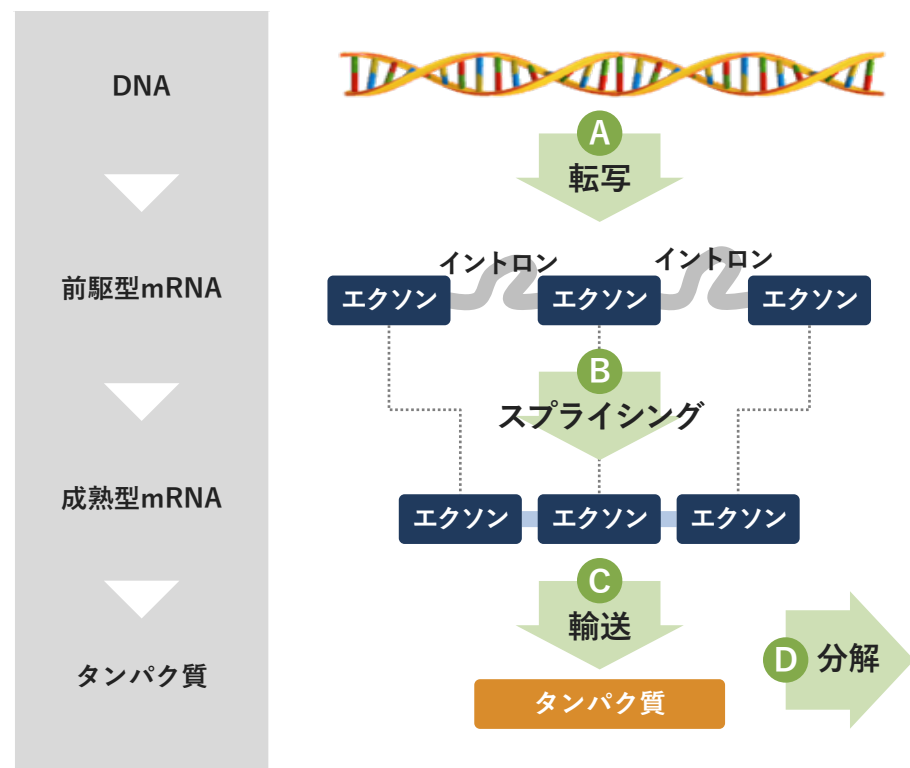 DNA
A
転写
イントロン
イントロン
前駆型mRNA
エクソン
エクソン
エクソン
B
スプライシング
成熟型mRNA
エクソン
エクソン
エクソン
C
輸送
D
分解
タンパク質
タンパク質